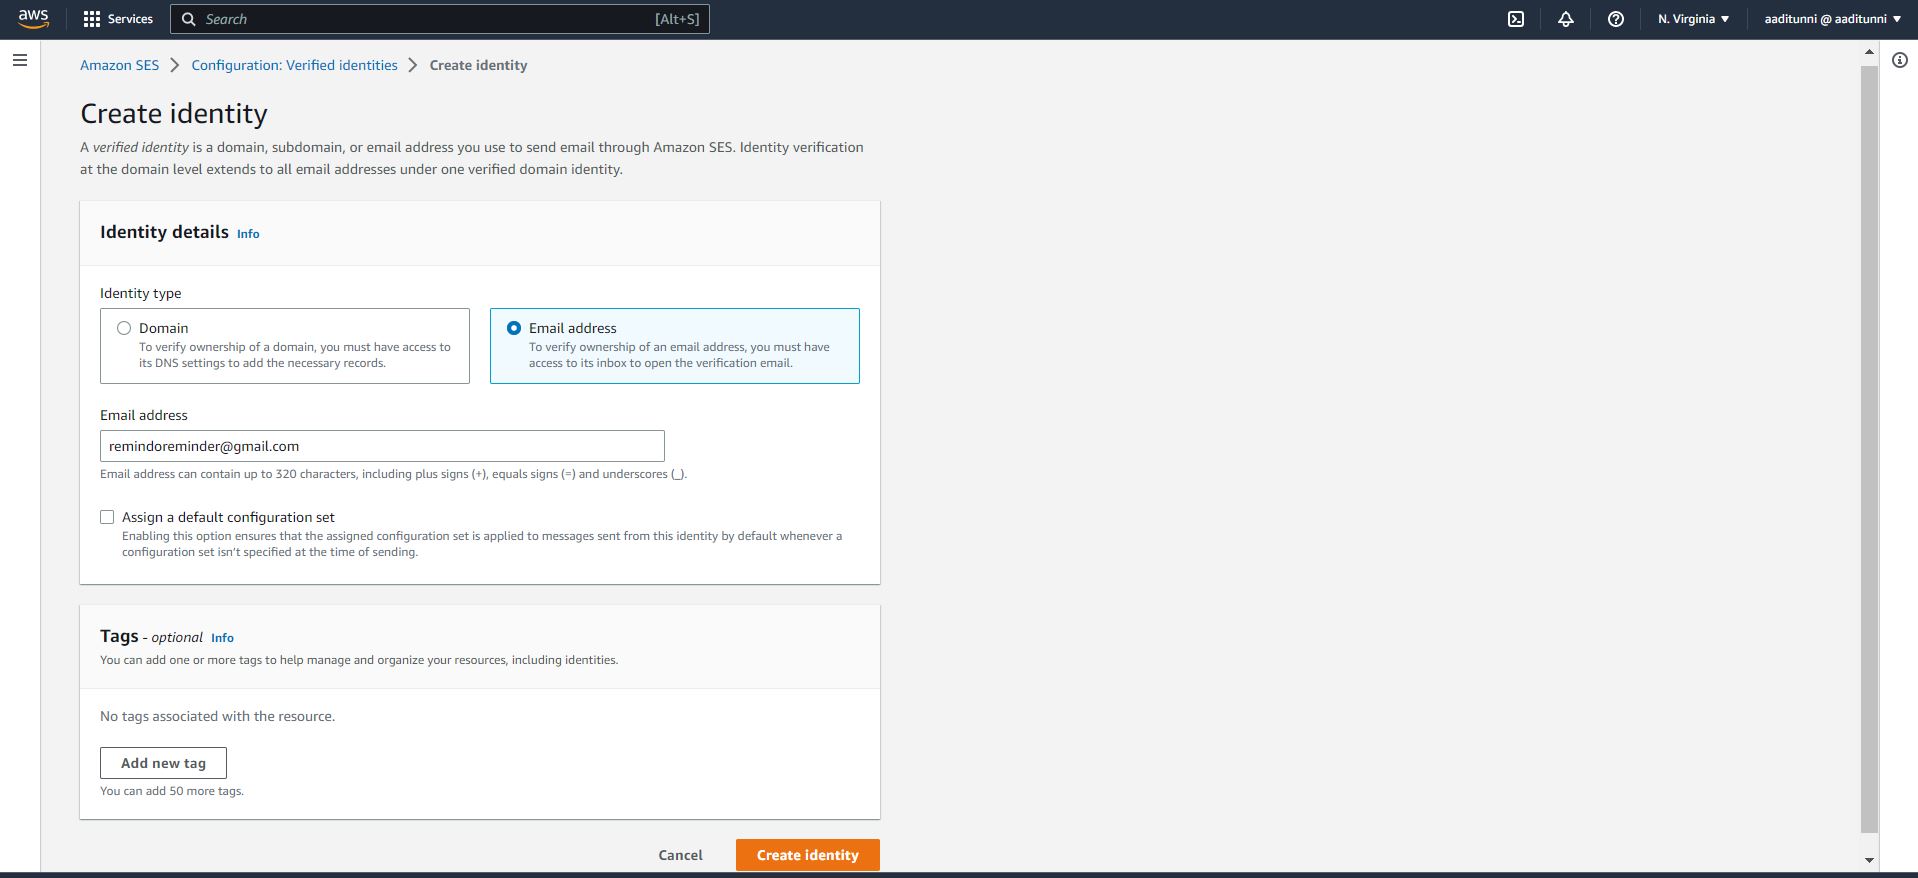 aws
Services
Search [Alt+S]
N. Virginia
aaditunni @ aaditunni
Amazon SES > Configuration: Verified identities > Create identity
Create identity
A verified identity is a domain, subdomain, or email address you use to send email through Amazon SES. Identity verification
at the domain level extends to all email addresses under one verified domain identity.
Identity details Info
Identity type
Domain
To verify ownership of a domain, you must have access to
its DNS settings to add the necessary records.
Email address
To verify ownership of an email address, you must have
access to its inbox to open the verification email.
Email address
remindoreminder@gmail.com
Email address can contain up to 320 characters, including plus signs (+), equals signs (=) and underscores (_).
Assign a default configuration set
Enabling this option ensures that the assigned configuration set is applied to messages sent from this identity by default whenever a
configuration set isn't specified at the time of sending.
Tags - optional Info
You can add one or more tags to help manage and organize your resources, including identities.
No tags associated with the resource.
Add new tag
You can add 50 more tags.
Cancel
Create identity